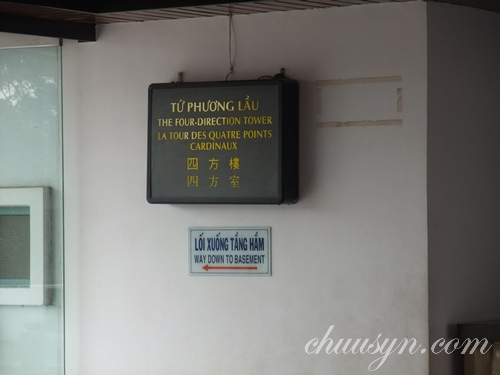 TỨ PHƯƠNG LẦU
THE FOUR-DIRECTION TOWER
LA TOUR DES QUATRE POINTS
CARDINAUX
四方樓
四方室
LỐI XUỐNG TẦNG HẦM
WAY DOWN TO BASEMENT
chuusyn.com